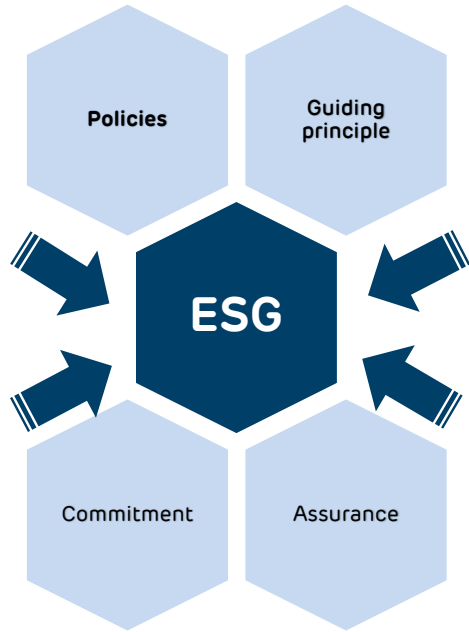 Policies
Guiding
principle
ESG
Commitment
Assurance